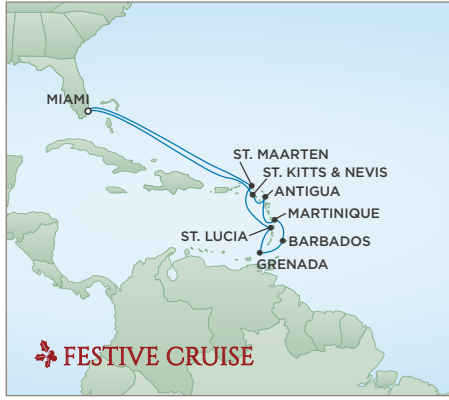 MIAMI
ST. MAARTEN
ST. KITTS & NEVIS
ANTIGUA
MARTINIQUE
ST. LUCIA
BARBADOS
GRENADA
FESTIVE CRUISE